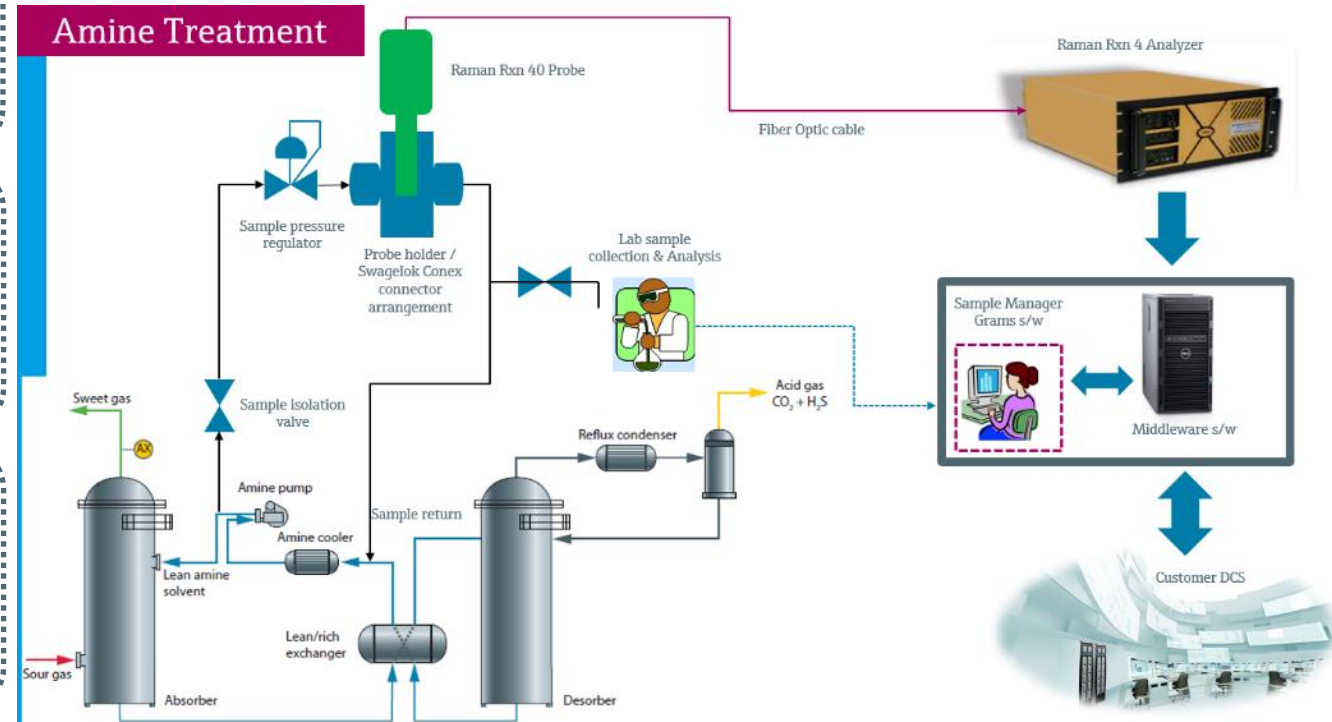 Amine Treatment
Raman Rxn 40 Probe
Raman Rxn 4 Analyzer
Fiber Optic cable
Sample pressure
regulator
Probe holder /
Swagelok Conex
connector
arrangement
Lab sample
collection & Analysis
Sample Manager
Grams s/w
Middleware s/w
Sweet gas
AX
Sample isolation
valve
Acid gas
CO₂ + H₂S
Reflux condenser
Amine pump
Sample return
Amine cooler
Lean amine
solvent
Customer DCS
Lean/rich
exchanger
Sour gas
Absorber
Desorber